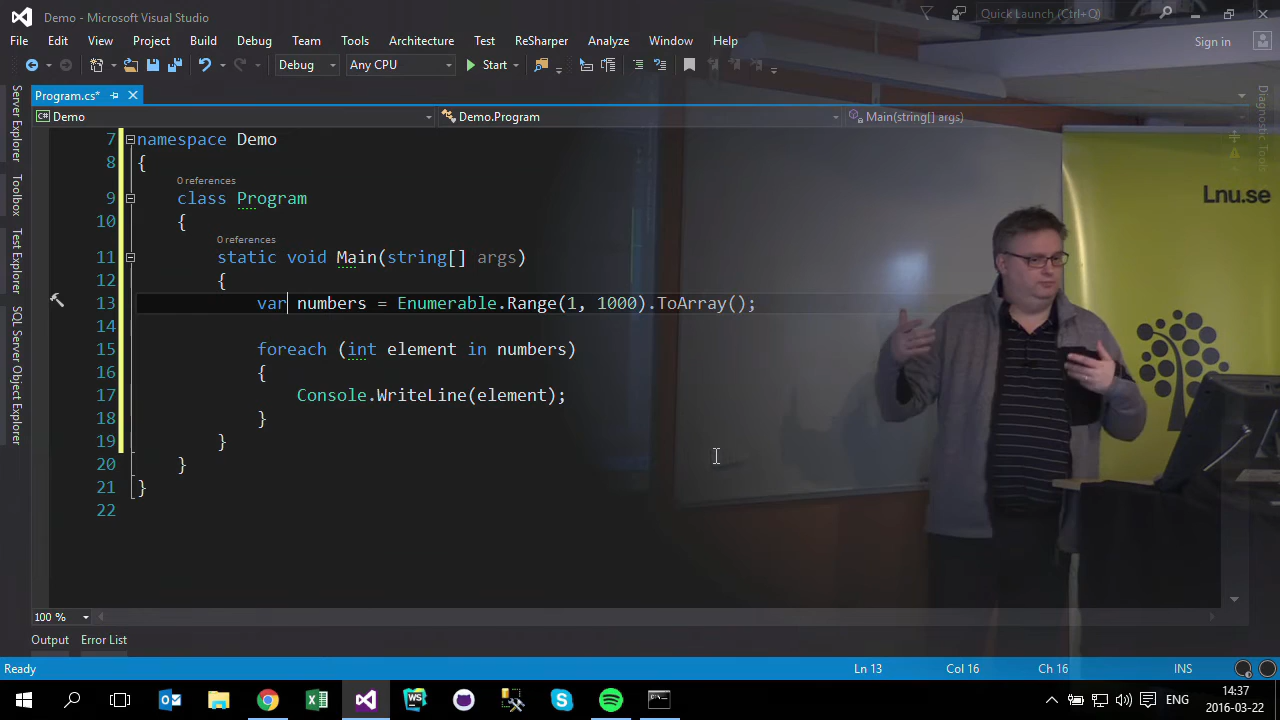 Demo - Microsoft Visual Studio
Quick Launch (Ctrl+Q)
File Edit View Project Build Debug Team Tools Architecture Test ReSharper Analyze Window Help
Sign in
Debug Any CPU Start
Server Explorer
Toolbox
Test Explorer
SQL Server Object Explorer
Program.cs*
Demo Demo.Program Main(string[] args)
Diagnostic Tools
7 namespace Demo
8 {
0 references
9 class Program
10 {
0 references
11 static void Main(string[] args)
12 {
13 var numbers = Enumerable.Range(1, 1000).ToArray();
14
15 foreach (int element in numbers)
16 {
17 Console.WriteLine(element);
18 }
19 }
20 }
21 }
22
Lnu.se
100 %
Output Error List
Ready Ln 13 Col 16 Ch 16 INS
ENG
14:37
2016-03-22